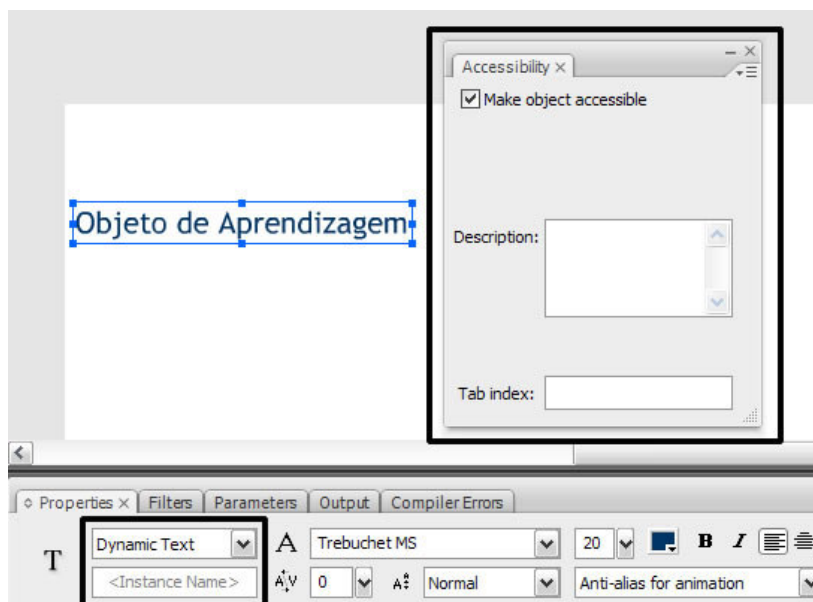 Accessibility
Make object accessible
Objeto de Aprendizagem
Description:
Tab index:
Properties Filters Parameters Output Compiler Errors
T Dynamic Text A Trebuchet MS 20 B I
<Instance Name> A V 0 A Normal Anti-alias for animation